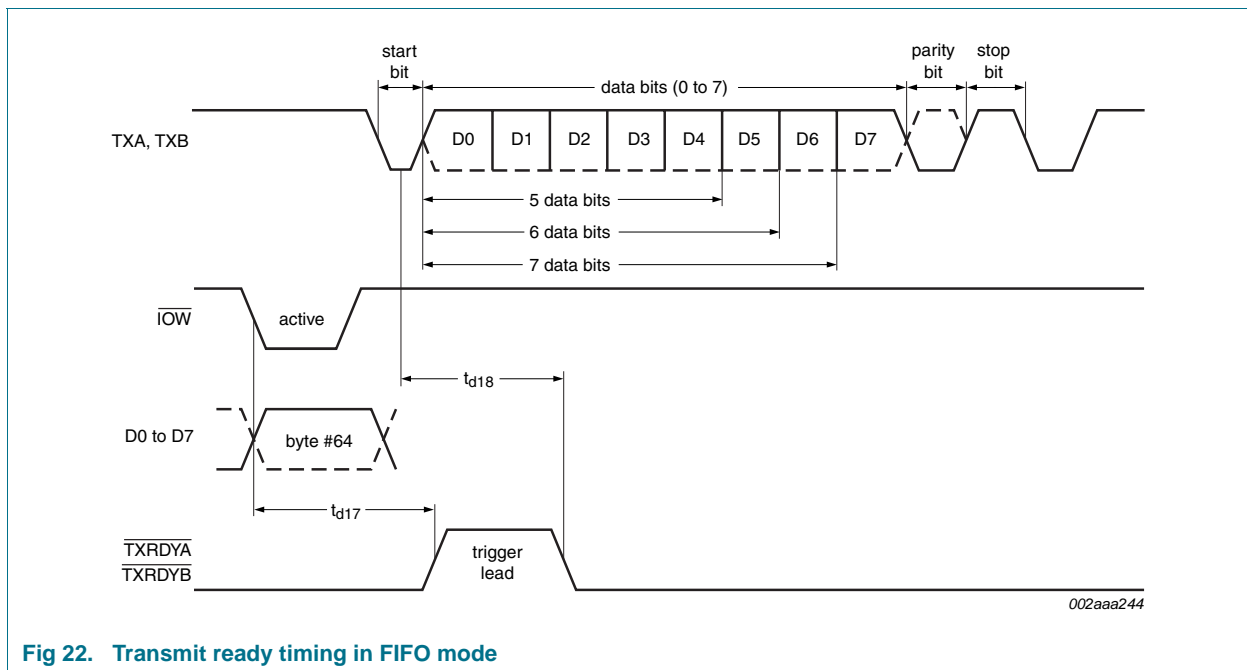 start
bit
data bits (0 to 7)
parity
bit
stop
bit
TXA, TXB
D0 D1 D2 D3 D4 D5 D6 D7
5 data bits
6 data bits
7 data bits
IOW
active
td18
D0 to D7
byte #64
td17
TXRDYA
TXRDYB
trigger
lead
002aaa244
Fig 22. Transmit ready timing in FIFO mode